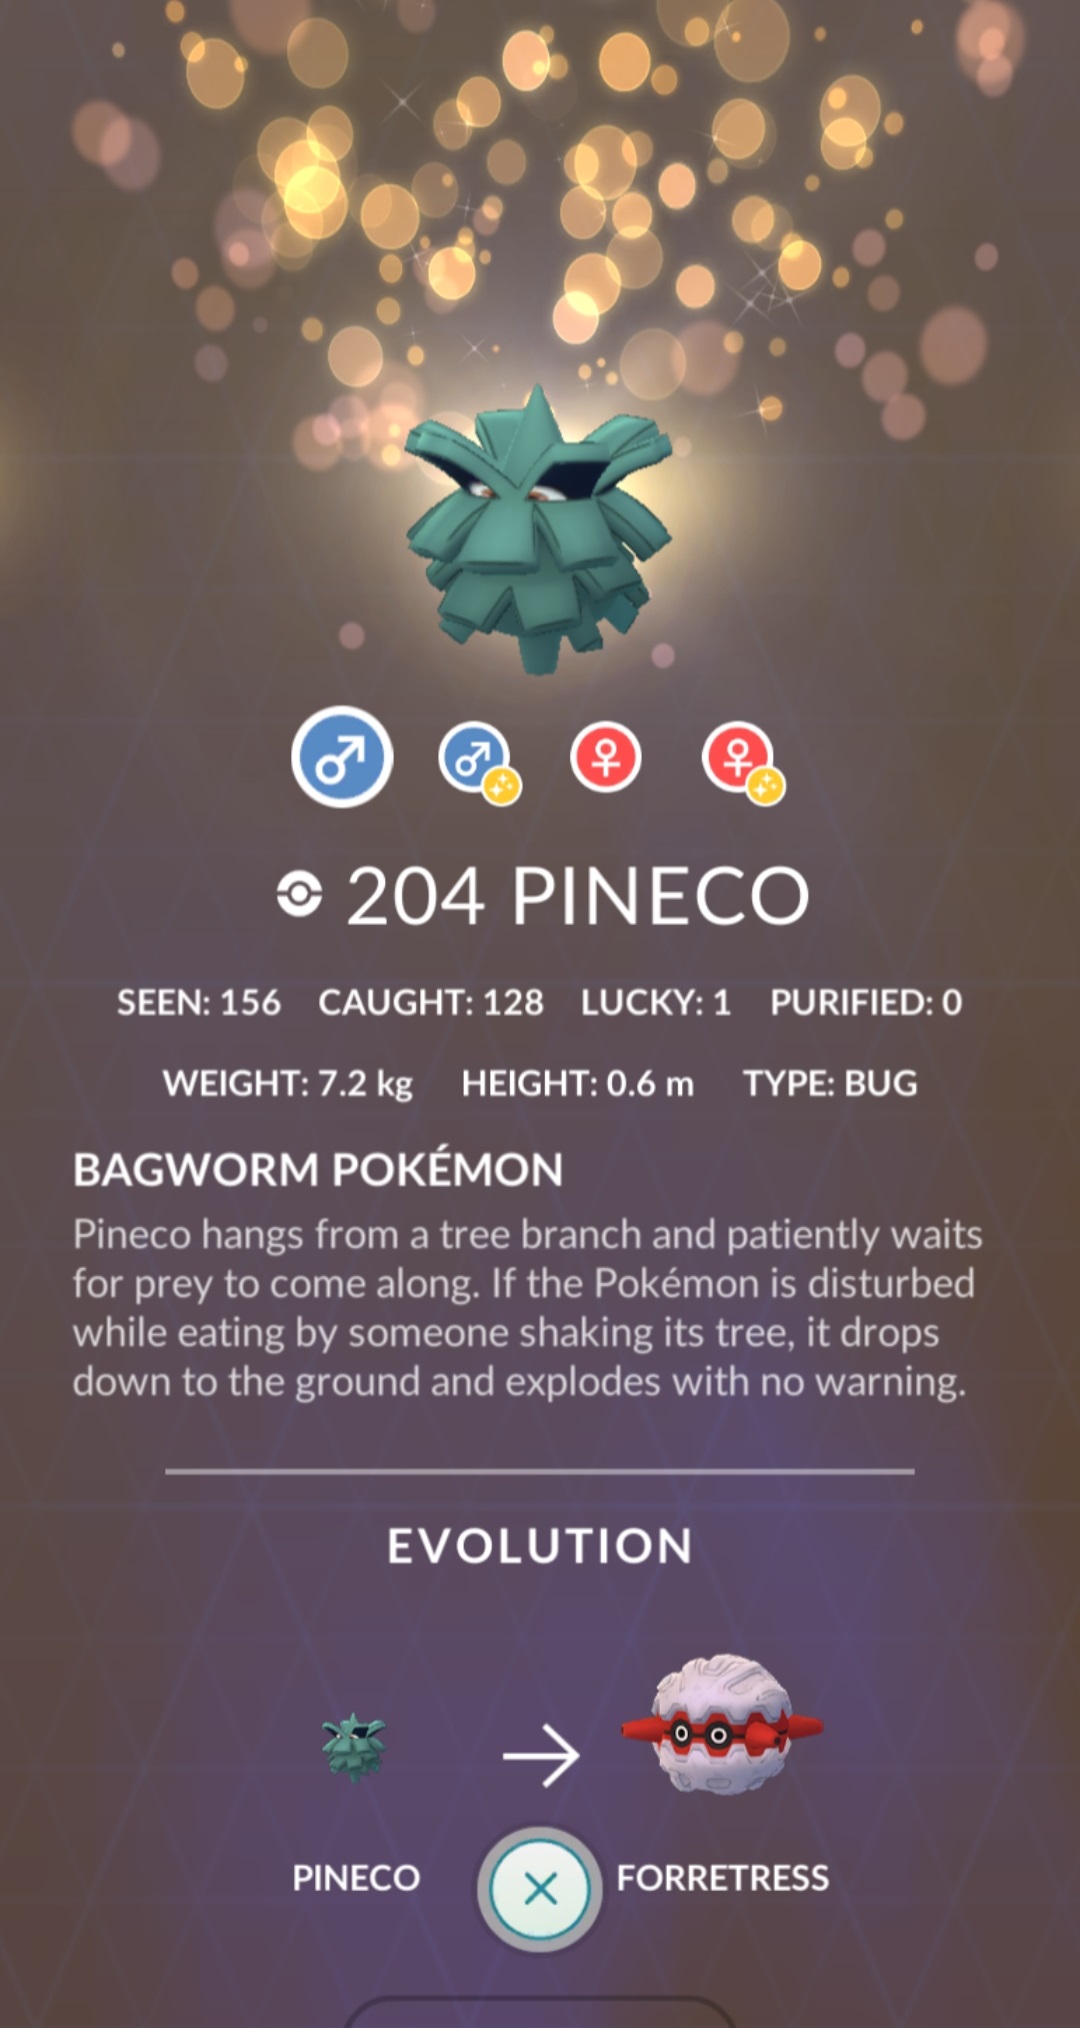 204 PINECO
SEEN: 156 CAUGHT: 128 LUCKY: 1 PURIFIED: 0
WEIGHT: 7.2 kg HEIGHT: 0.6 m TYPE: BUG
BAGWORM POKÉMON
Pineco hangs from a tree branch and patiently waits
for prey to come along. If the Pokémon is disturbed
while eating by someone shaking its tree, it drops
down to the ground and explodes with no warning.
EVOLUTION
PINECO FORRETRESS